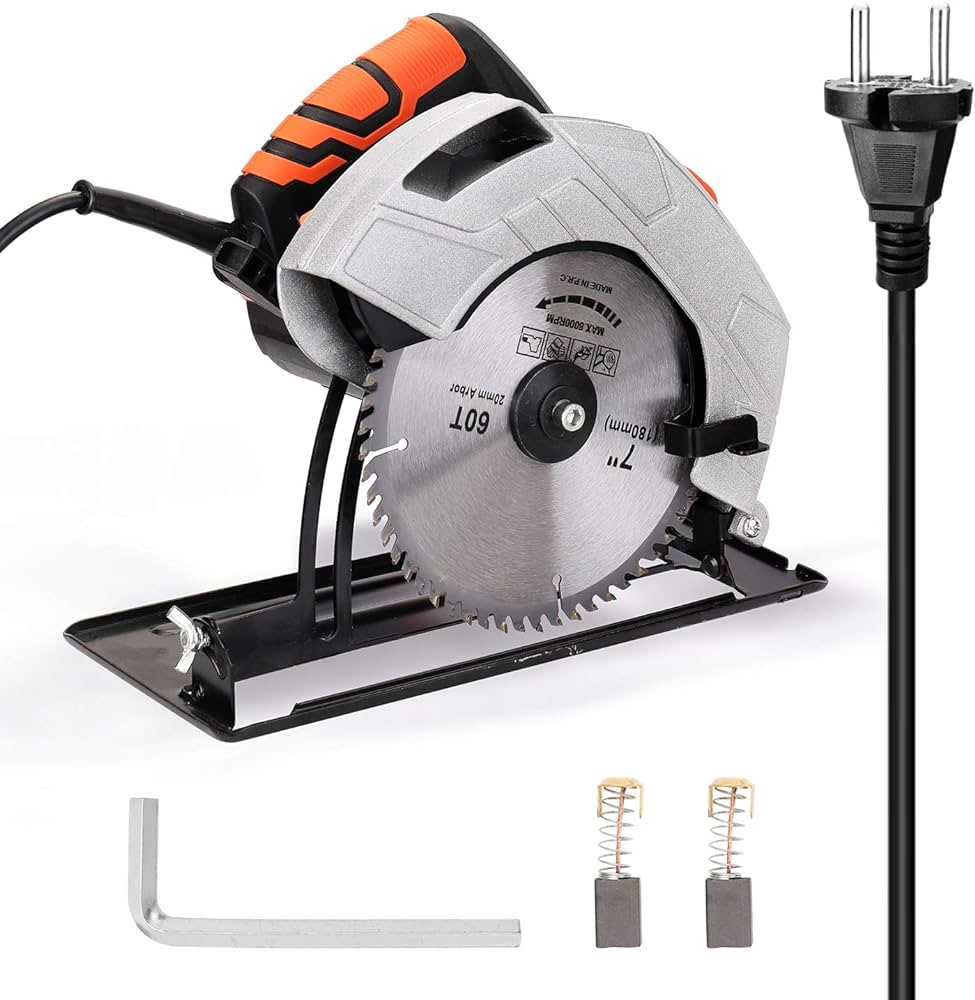 MADE IN P.R.C
MAX.8000RPM
20mm Arbor
60T
7"
(180mm)